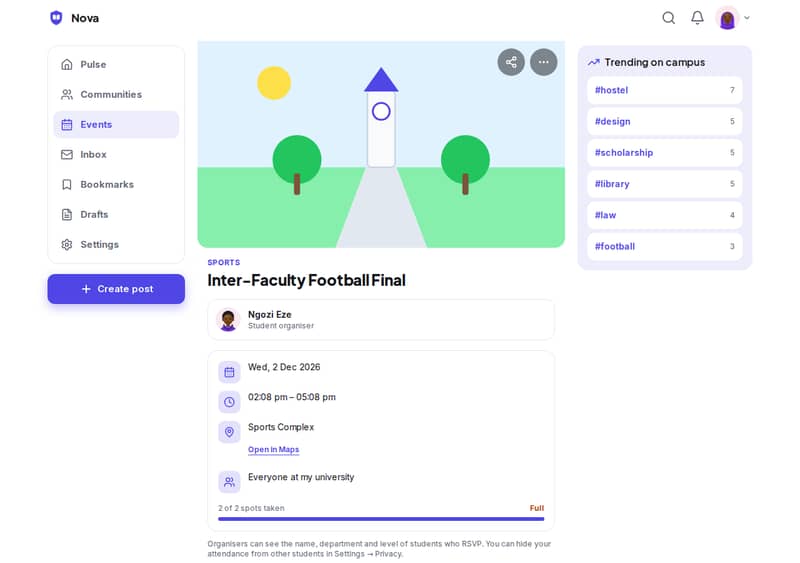 Nova
Pulse
Communities
Events
Inbox
Bookmarks
Drafts
Settings
Create post
SPORTS
Inter-Faculty Football Final
Ngozi Eze
Student organiser
Wed, 2 Dec 2026
02:08 pm – 05:08 pm
Sports Complex
Open in Maps
Everyone at my university
2 of 2 spots taken Full
Organisers can see the name, department and level of students who RSVP. You can hide your
attendance from other students in Settings → Privacy.
Trending on campus
#hostel 7
#design 5
#scholarship 5
#library 5
#law 4
#football 3